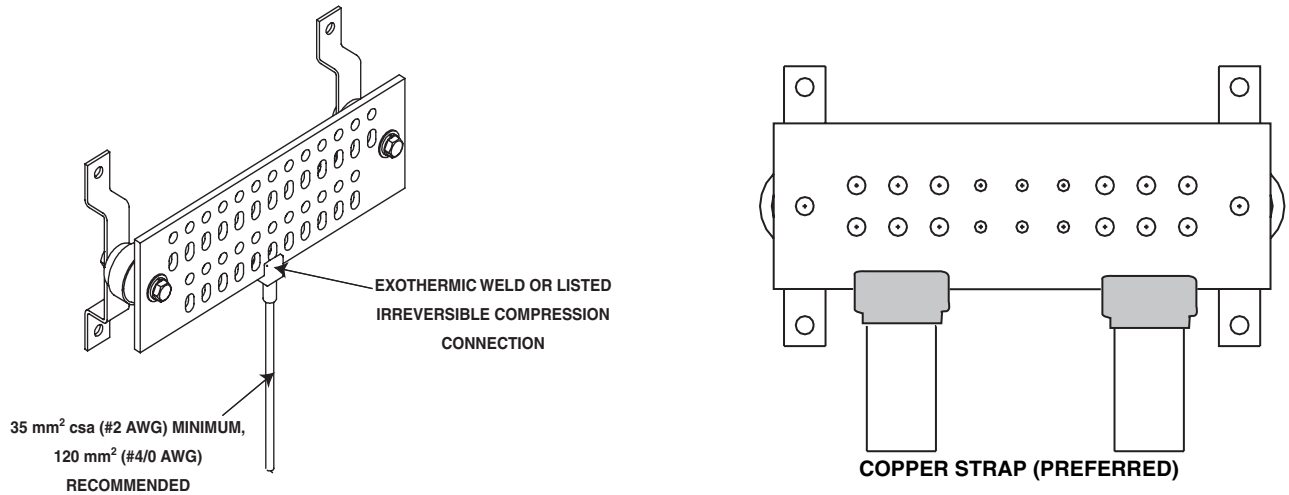 EXOTHERMIC WELD OR LISTED
IRREVERSIBLE COMPRESSION
CONNECTION
35 mm² csa (#2 AWG) MINIMUM,
120 mm² (#4/0 AWG)
RECOMMENDED
COPPER STRAP (PREFERRED)